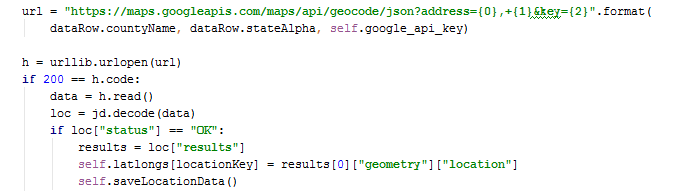 url = "https://maps.googleapis.com/maps/api/geocode/json?address={0},+{1}&key={2}".format(
    dataRow.countyName, dataRow.stateAlpha, self.google_api_key)

h = urllib.urlopen(url)
if 200 == h.code:
    data = h.read()
    loc = jd.decode(data)
    if loc["status"] == "OK":
        results = loc["results"]
        self.latlongs[locationKey] = results[0]["geometry"]["location"]
        self.saveLocationData()